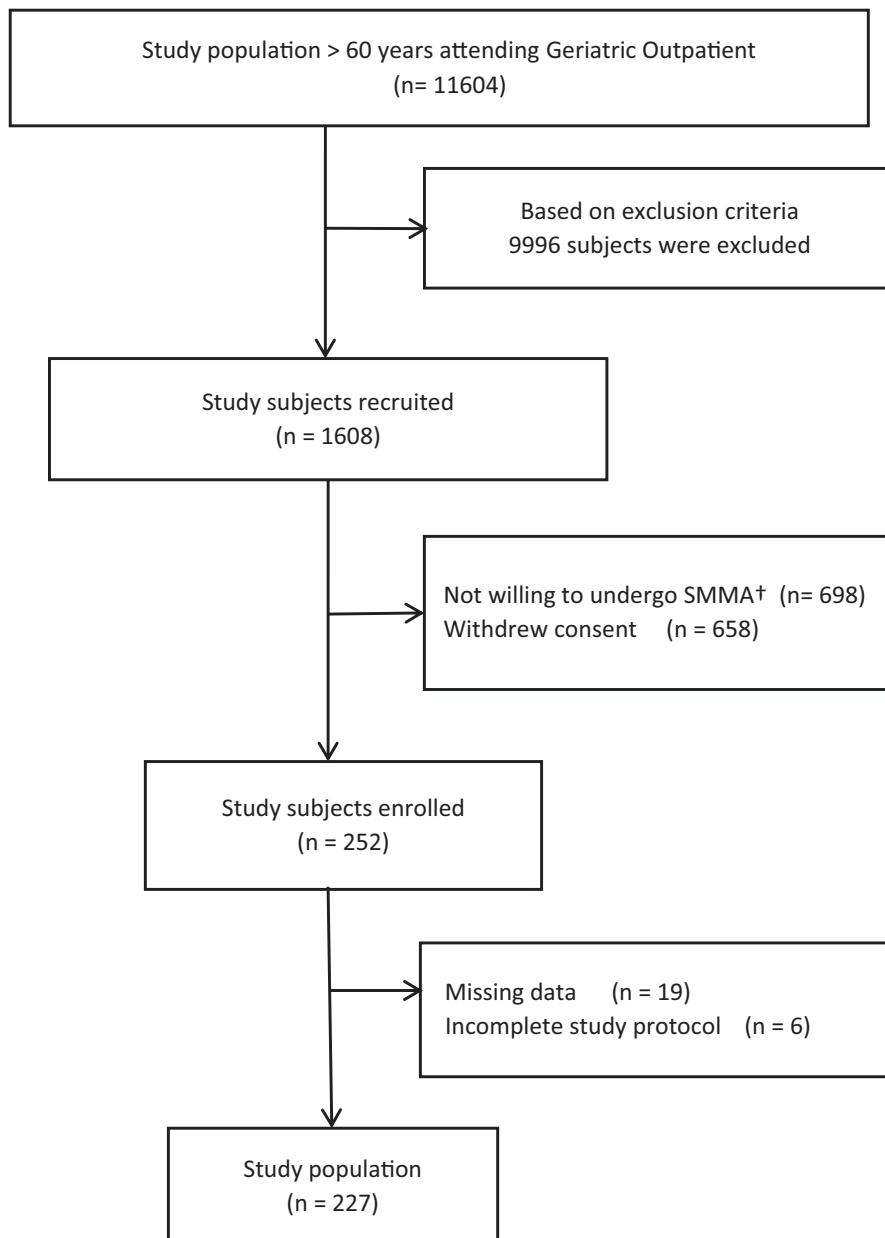 Study population > 60 years attending Geriatric Outpatient
(n= 11604)
Based on exclusion criteria
9996 subjects were excluded
Study subjects recruited
(n = 1608)
Not willing to undergo SMMA† (n= 698)
Withdrew consent (n = 658)
Study subjects enrolled
(n = 252)
Missing data (n = 19)
Incomplete study protocol (n = 6)
Study population
(n = 227)